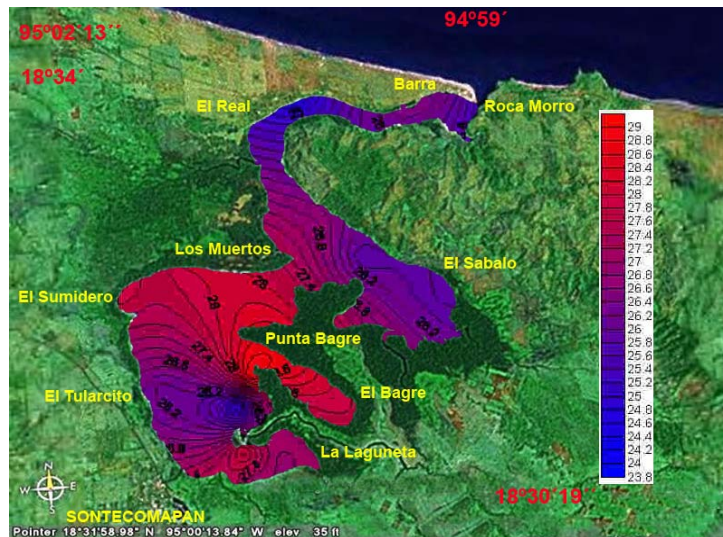 95º02´13´´
94º59´
18º34´
Barra
El Real
Roca Morro
29
28.8
28.6
28.4
28.2
28
27.8
27.6
27.4
27.2
27
26.8
26.6
26.4
26.2
26
25.8
25.6
25.4
25.2
25
24.8
24.6
24.4
24.2
24
23.8
Los Muertos
El Sabalo
El Sumidero
28
28
27.4
Punta Bagre
El Tularcito
El Bagre
La Laguneta
18º30´19´´
N
W
E
S
SONTECOMAPAN
Pointer 18°31'58.98" N 95°00'13.84" W elev 35 ft